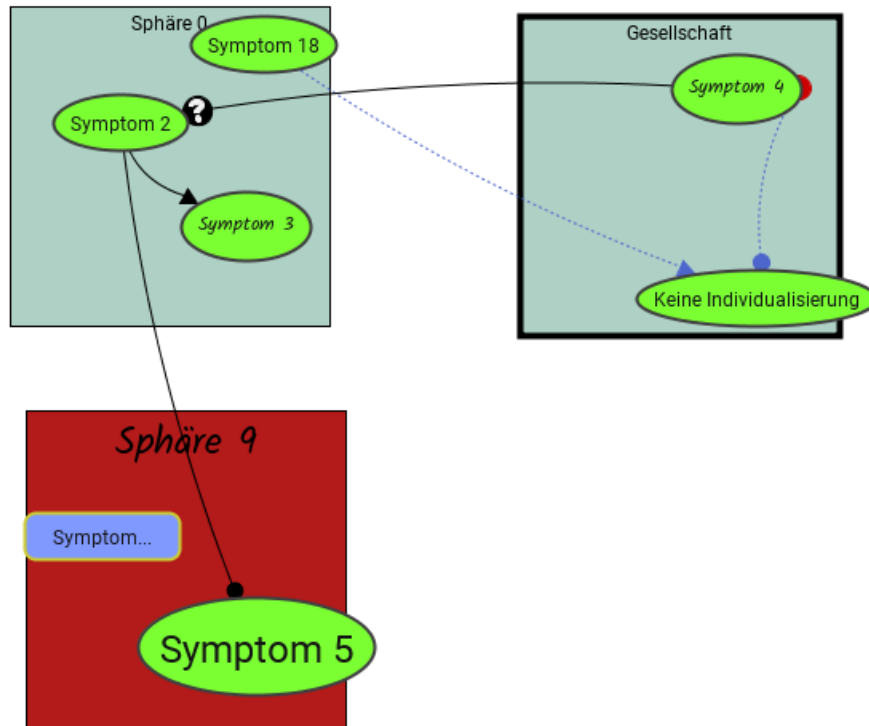 Sphäre 0
Symptom 18
Symptom 2
?
Symptom 3
Gesellschaft
Symptom 4
Keine Individualisierung
Sphäre 9
Symptom...
Symptom 5